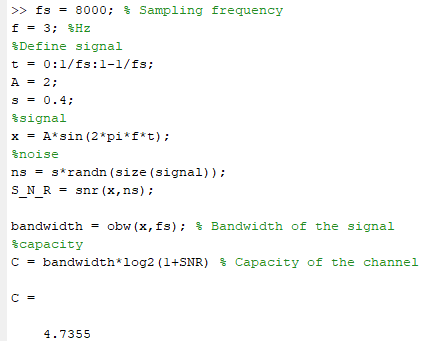 >> fs = 8000; % Sampling frequency
f = 3; %Hz
%Define signal
t = 0:1/fs:1-1/fs;
A = 2;
s = 0.4;
%signal
x = A*sin(2*pi*f*t);
%noise
ns = s*randn(size(signal));
S_N_R = snr(x,ns);
bandwidth = obw(x,fs); % Bandwidth of the signal
%capacity
C = bandwidth*log2(1+SNR) % Capacity of the channel
C =
4.7355